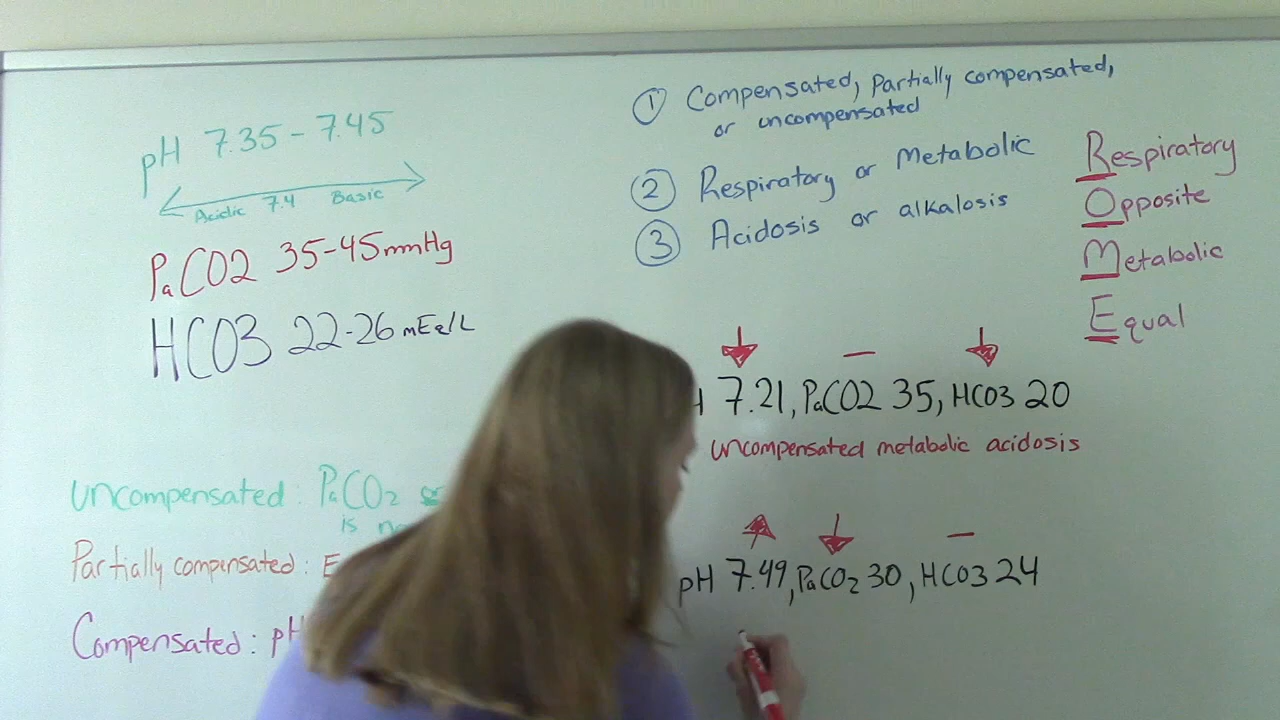 pH 7.35 - 7.45
Acidic 7.4 Basic
PaCO2 35-45mmHg
HCO3 22-26 mEq/L
uncompensated: PaCO2
is
Partially compensated:
Compensated: pH
① Compensated, partially compensated,
or uncompensated
② Respiratory or Metabolic
③ Acidosis or alkalosis
Respiratory
Opposite
Metabolic
Equal
7.21, PaCO2 35, HCO3 20
uncompensated metabolic acidosis
pH 7.49, PaCO2 30, HCO3 24